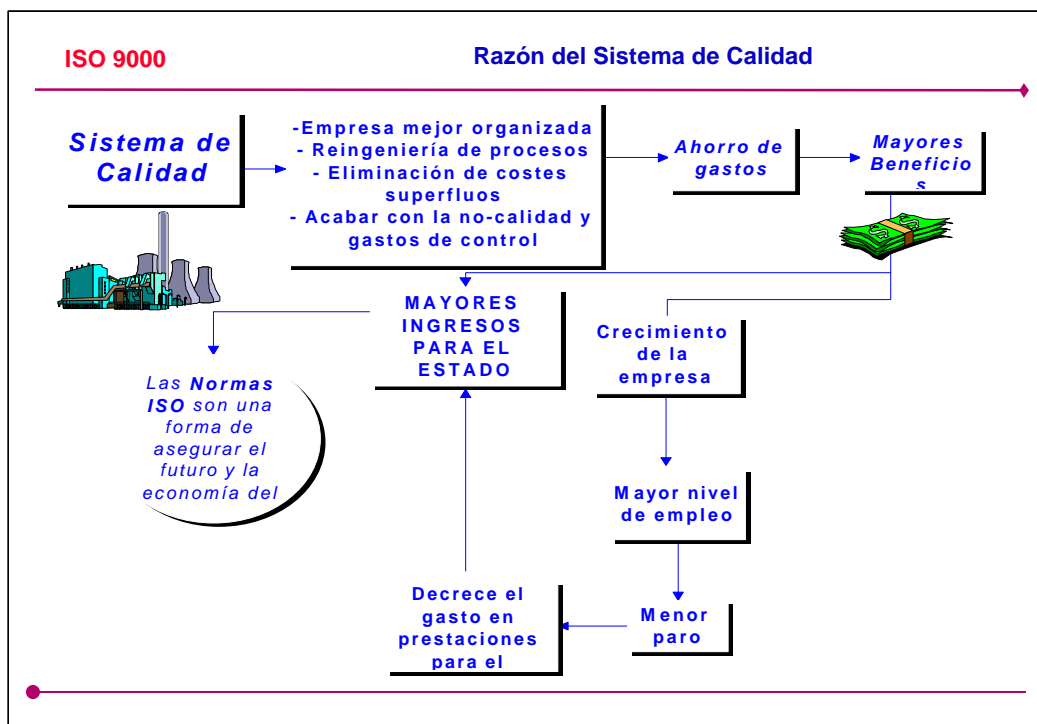 ISO 9000
Razón del Sistema de Calidad
Sistema de
Calidad
-Empresa mejor organizada
- Reingeniería de procesos
- Eliminación de costes
superfluos
- Acabar con la no-calidad y
gastos de control
Ahorro de
gastos
Mayores
Beneficio
s
MAYORES
INGRESOS
PARA EL
ESTADO
Crecimiento
de la
empresa
Las Normas
ISO son una
forma de
asegurar el
futuro y la
economía del
Mayor nivel
de empleo
Decrece el
gasto en
prestaciones
para el
Menor
paro